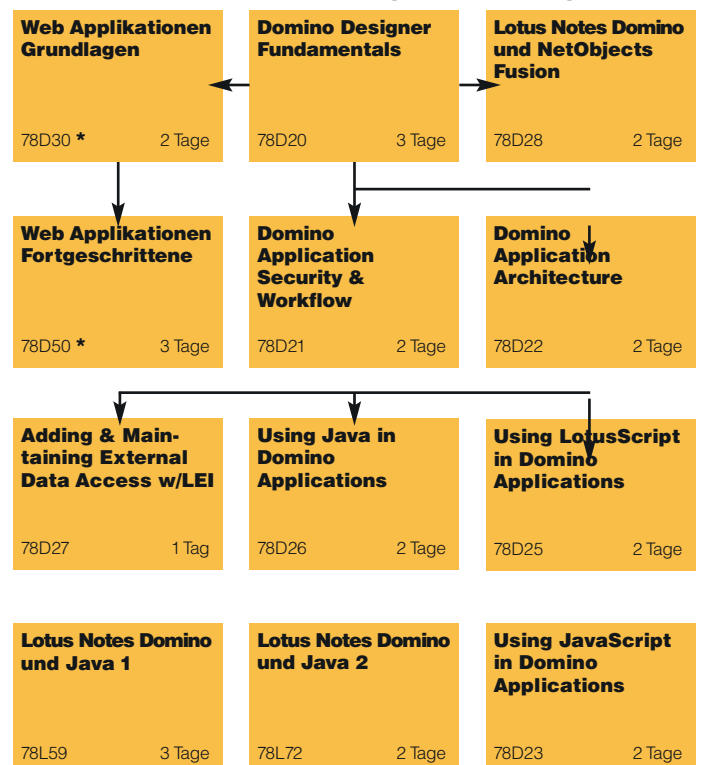 Web Applikationen
Grundlagen
78D30 * 2 Tage
Domino Designer
Fundamentals
78D20 3 Tage
Lotus Notes Domino
und NetObjects
Fusion
78D28 2 Tage
Web Applikationen
Fortgeschrittene
78D50 * 3 Tage
Domino
Application
Security &
Workflow
78D21 2 Tage
Domino
Application
Architecture
78D22 2 Tage
Adding & Main-
taining External
Data Access w/LEI
78D27 1 Tag
Using Java in
Domino
Applications
78D26 2 Tage
Using LotusScript
in Domino
Applications
78D25 2 Tage
Lotus Notes Domino
und Java 1
78L59 3 Tage
Lotus Notes Domino
und Java 2
78L72 2 Tage
Using JavaScript
in Domino
Applications
78D23 2 Tage